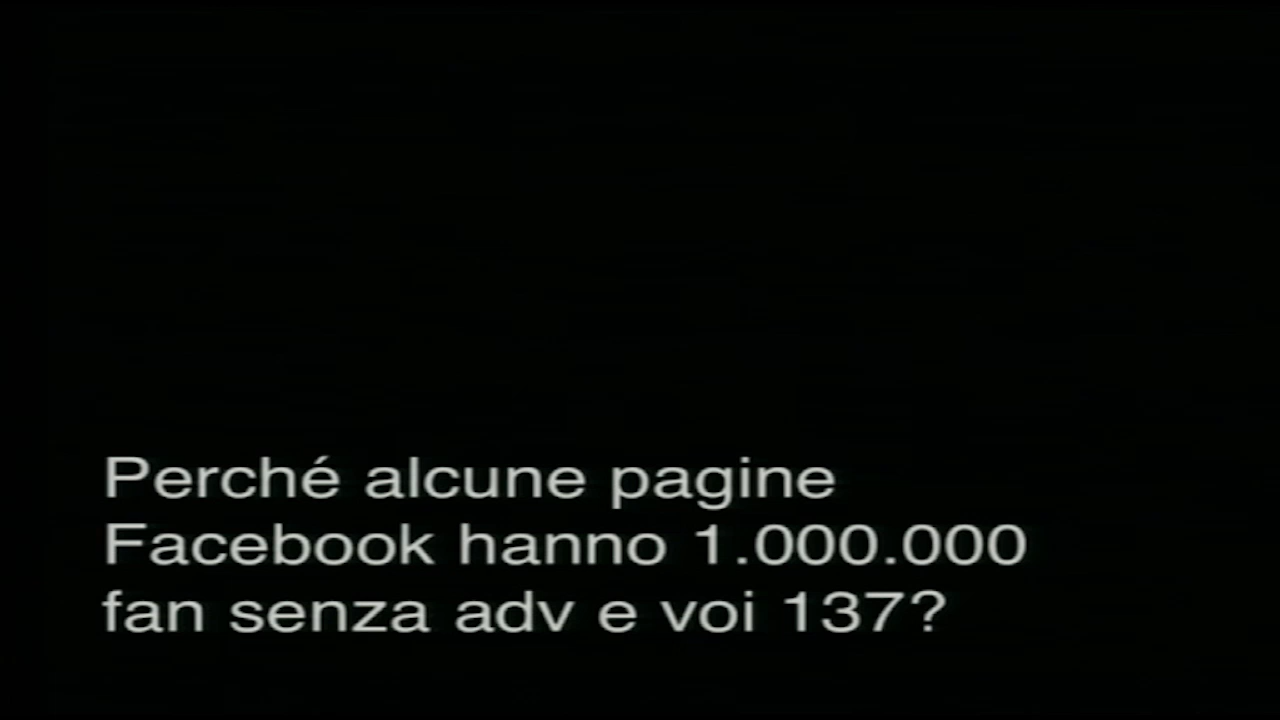 Perché alcune pagine
Facebook hanno 1.000.000
fan senza adv e voi 137?